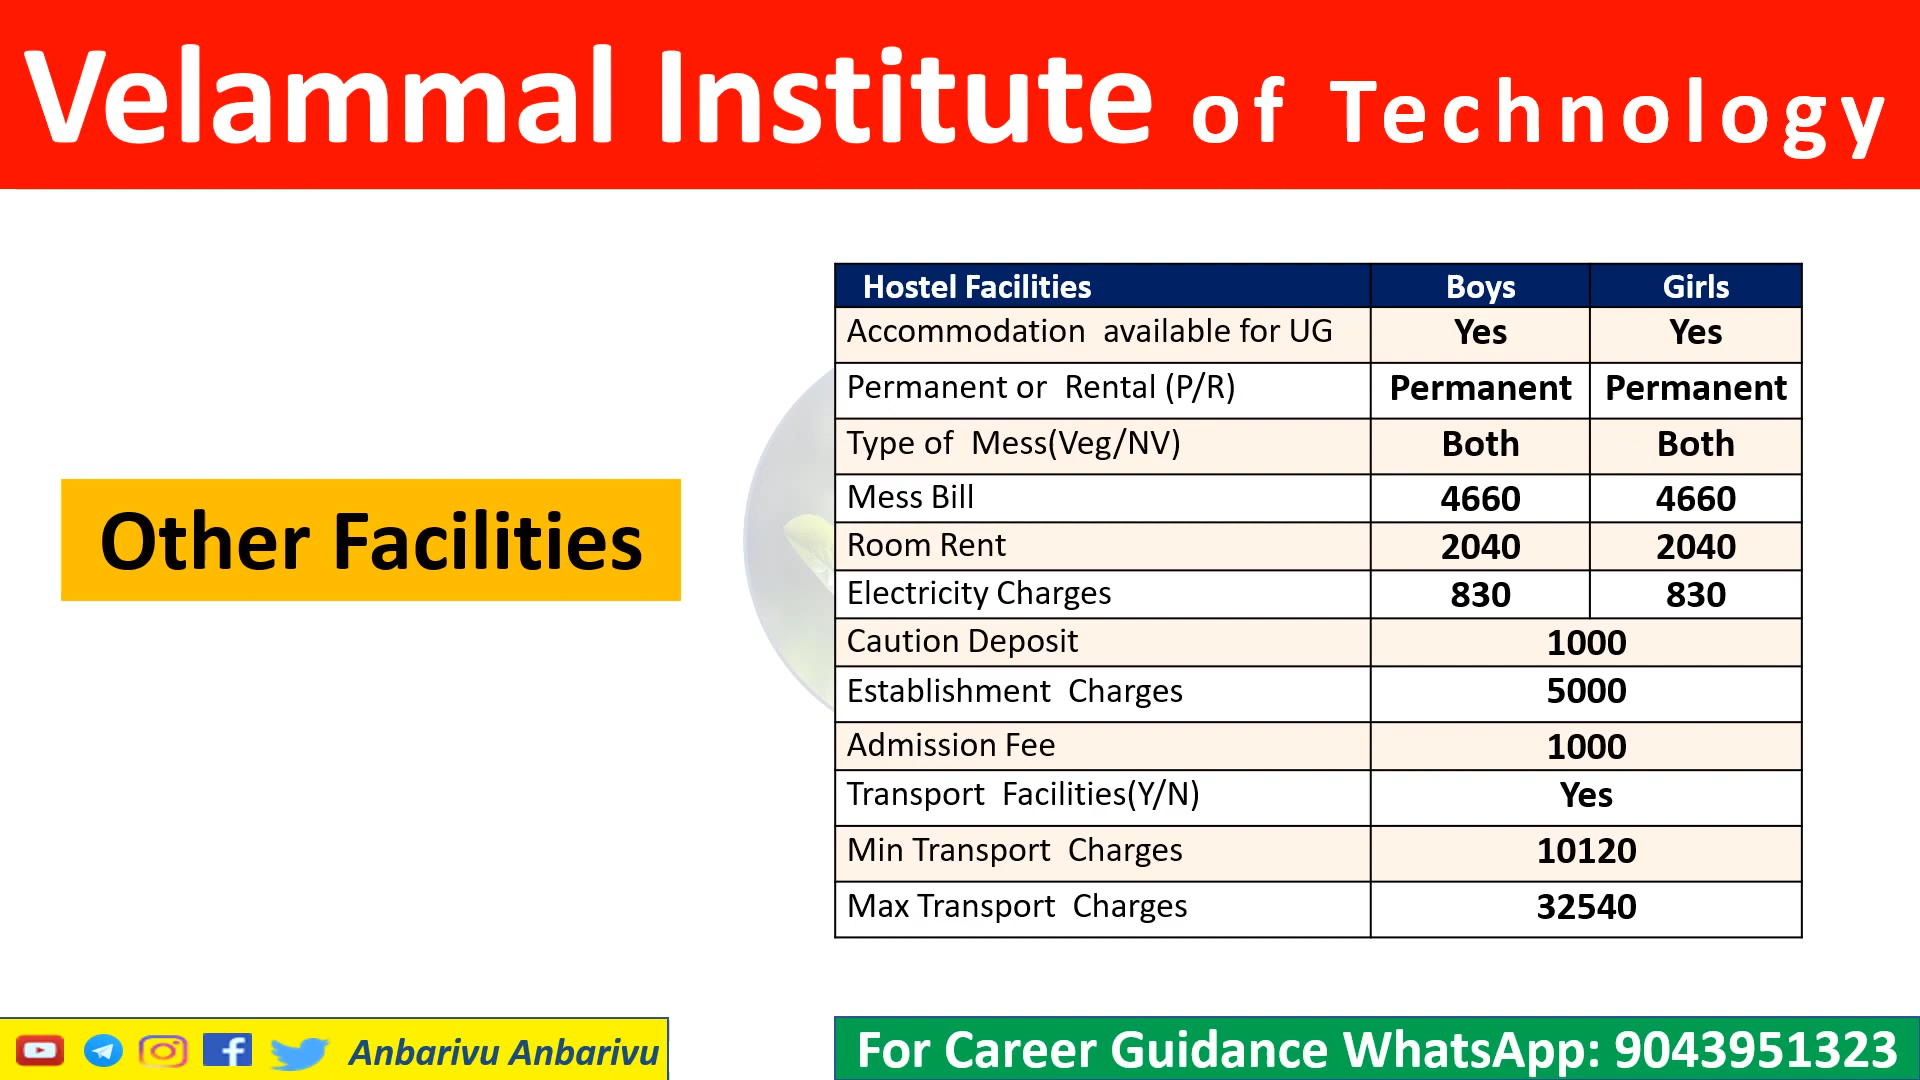 Velammal Institute of Technology
Other Facilities
Hostel Facilities Boys Girls
Accommodation available for UG Yes Yes
Permanent or Rental (P/R) Permanent Permanent
Type of Mess(Veg/NV) Both Both
Mess Bill 4660 4660
Room Rent 2040 2040
Electricity Charges 830 830
Caution Deposit 1000
Establishment Charges 5000
Admission Fee 1000
Transport Facilities(Y/N) Yes
Min Transport Charges 10120
Max Transport Charges 32540
Anbarivu Anbarivu
For Career Guidance WhatsApp: 9043951323